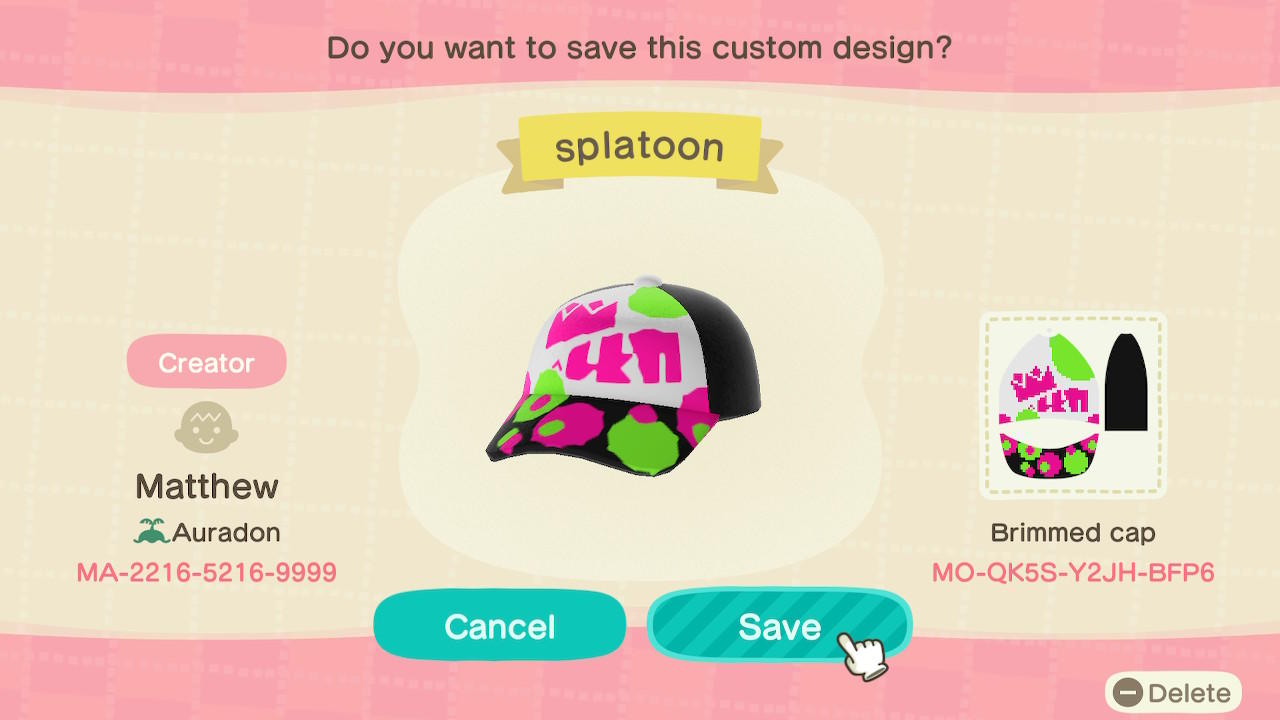 Do you want to save this custom design?
splatoon
Creator
Matthew
Auradon
MA-2216-5216-9999
Brimmed cap
MO-QK5S-Y2JH-BFP6
Cancel
Save
Delete